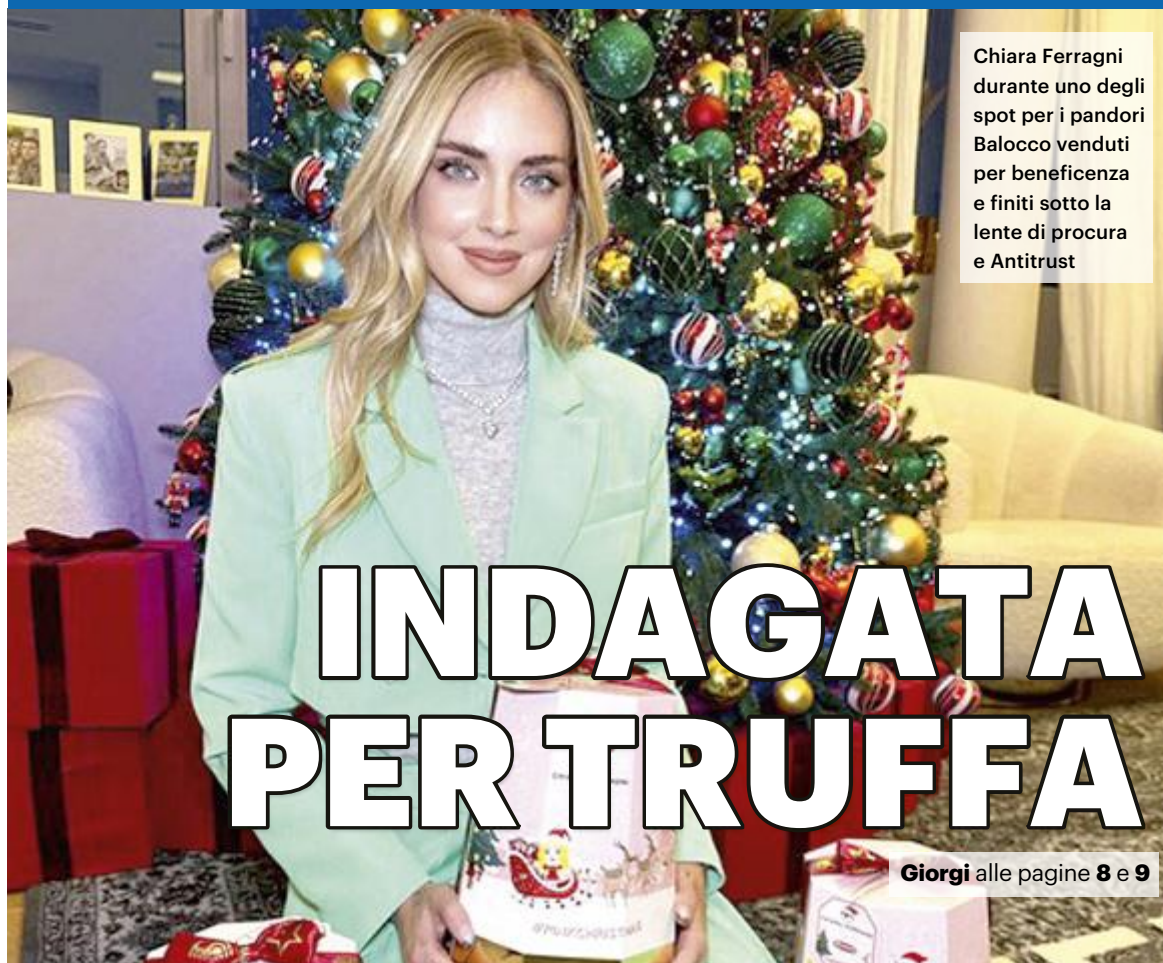 Chiara Ferragni
durante uno degli
spot per i pandori
Balocco venduti
per beneficenza
e finiti sotto la
lente di procura
e Antitrust
INDAGATA
PER TRUFFA
Giorgi alle pagine 8 e 9